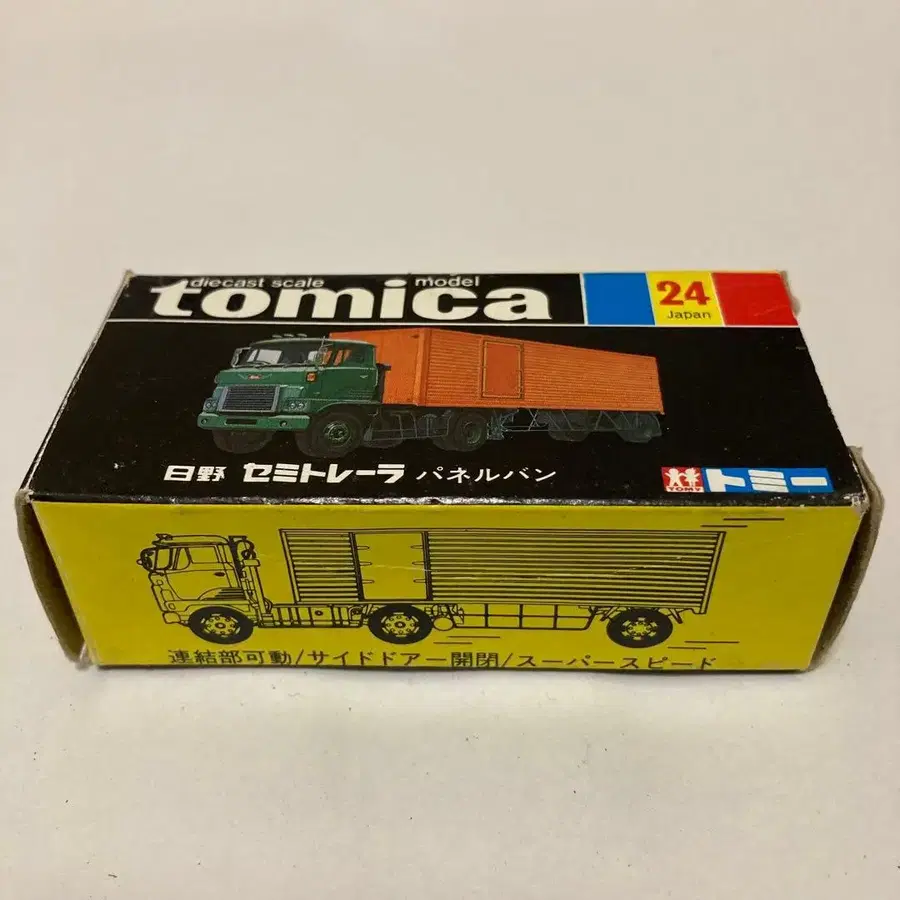 diecast scale model
tomica
24
Japan
日野 セミトレーラ パネルバン
TOMY
トミー
連結部可動/サイドドアー開閉/スーパースピード